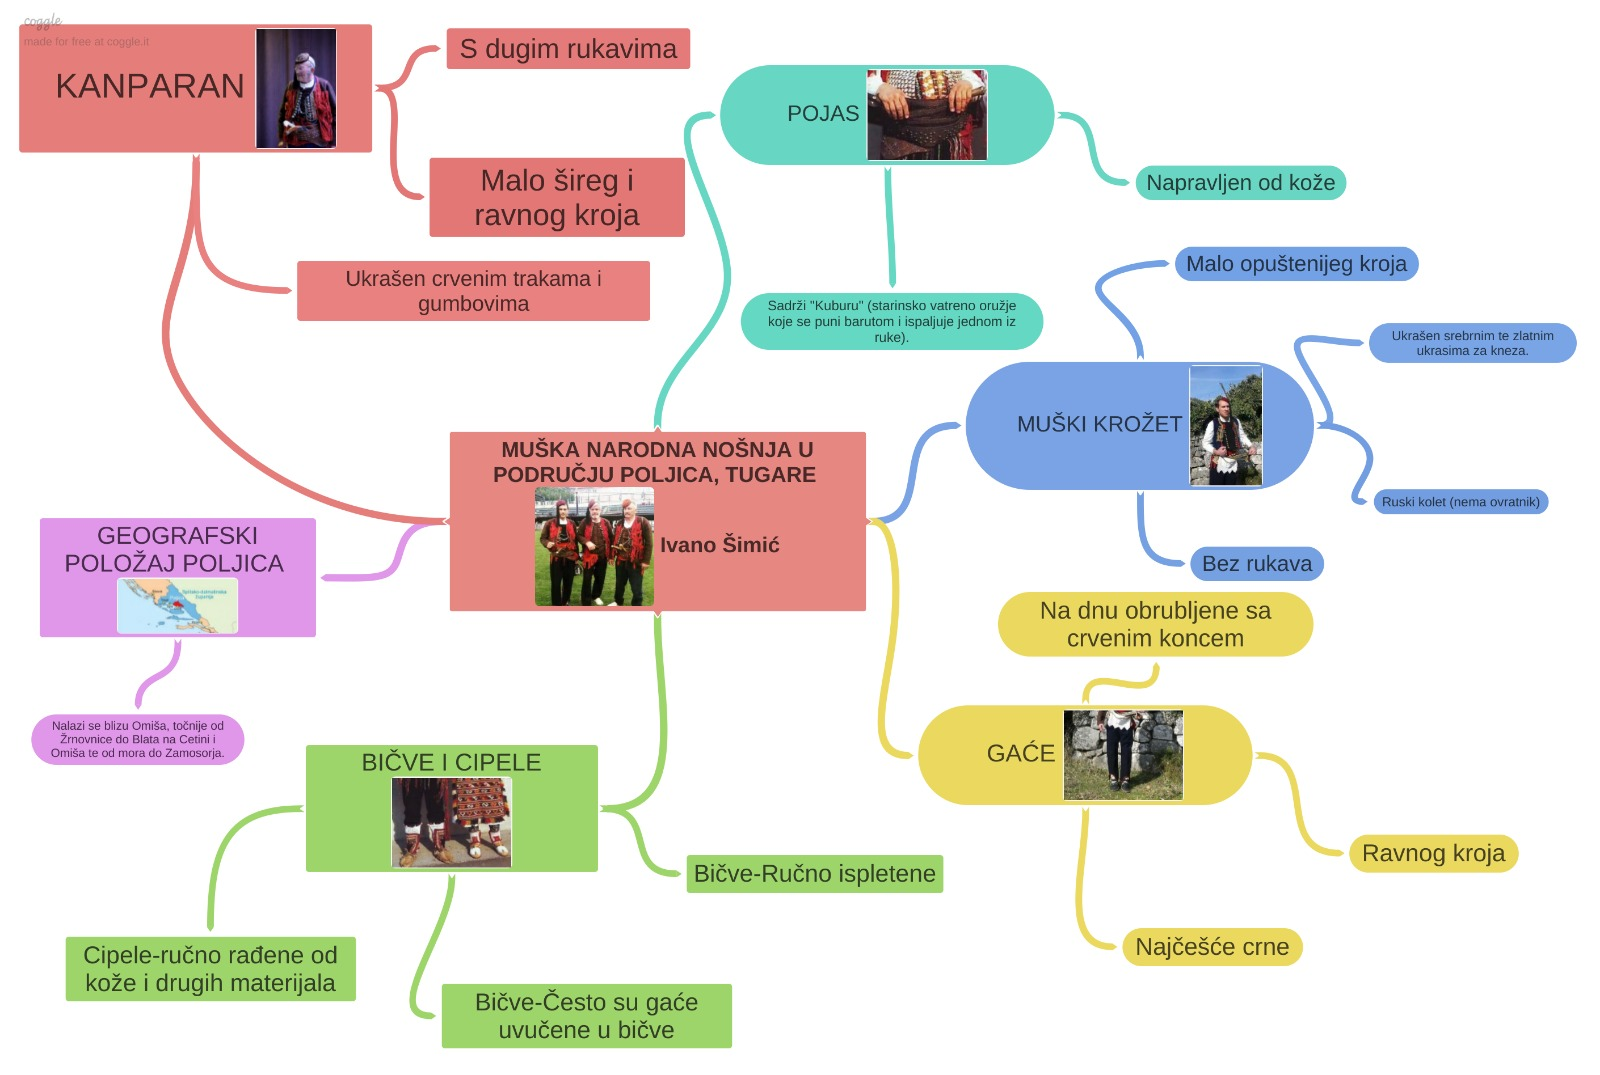 coggle
made for free at coggle.it
KANPARAN
S dugim rukavima
Malo šireg i
ravnog kroja
Ukrašen crvenim trakama i
gumbovima
POJAS
Napravljen od kože
Sadrži "Kuburu" (starinsko vatreno oružje
koje se puni barutom i ispaljuje jednom iz
ruke).
Malo opuštenijeg kroja
Ukrašen srebrnim te zlatnim
ukrasima za kneza.
MUŠKI KROŽET
Ruski kolet (nema ovratnik)
Bez rukava
MUŠKA NARODNA NOŠNJA U
PODRUČJU POLJICA, TUGARE
Ivano Šimić
GEOGRAFSKI
POLOŽAJ POLJICA
Nalazi se blizu Omiša, točnije od
Žrnovnice do Blata na Cetini i
Omiša te od mora do Zamosorja.
Na dnu obrubljene sa
crvenim koncem
GAĆE
Ravnog kroja
Najčešće crne
BIČVE I CIPELE
Bičve-Ručno ispletene
Cipele-ručno rađene od
kože i drugih materijala
Bičve-Često su gaće
uvučene u bičve